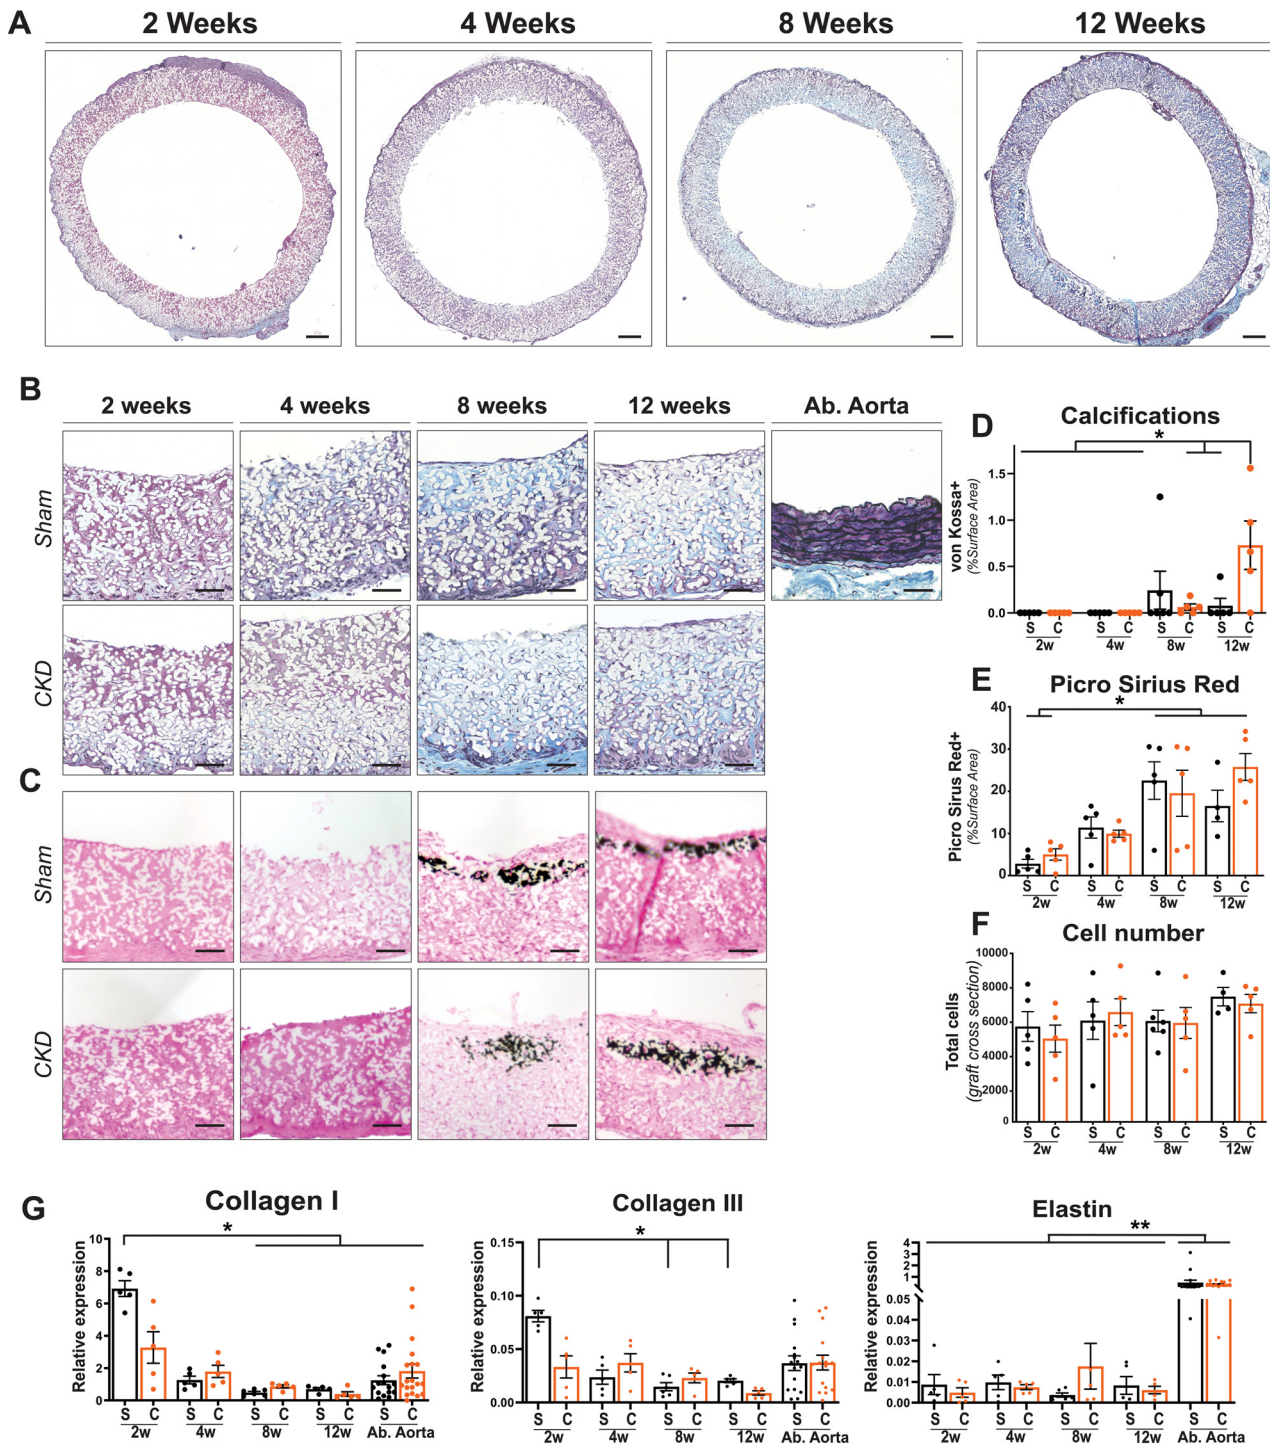 A
2 Weeks 4 Weeks 8 Weeks 12 Weeks
B
2 weeks 4 weeks 8 weeks 12 weeks Ab. Aorta
Sham
CKD
C
Sham
CKD
D
Calcifications
*
von Kossa+
(%Surface Area)
1.5
1.0
0.5
0.0
S C S C S C S C
2w 4w 8w 12w
E
Picro Sirius Red
*
Picro Sirus Red+
(%Surface Area)
40
30
20
10
0
S C S C S C S C
2w 4w 8w 12w
F
Cell number
Total cells
(graft cross section)
10000
8000
6000
4000
2000
0
S C S C S C S C
2w 4w 8w 12w
G
Collagen I
*
Relative expression
10
8
6
4
2
0
S C S C S C S C S C
2w 4w 8w 12w Ab. Aorta
Collagen III
*
Relative expression
0.15
0.10
0.05
0.00
S C S C S C S C S C
2w 4w 8w 12w Ab. Aorta
Elastin
**
Relative expression
4
3
2
1
0.05
0.04
0.03
0.02
0.01
0.00
S C S C S C S C S C
2w 4w 8w 12w Ab. Aorta